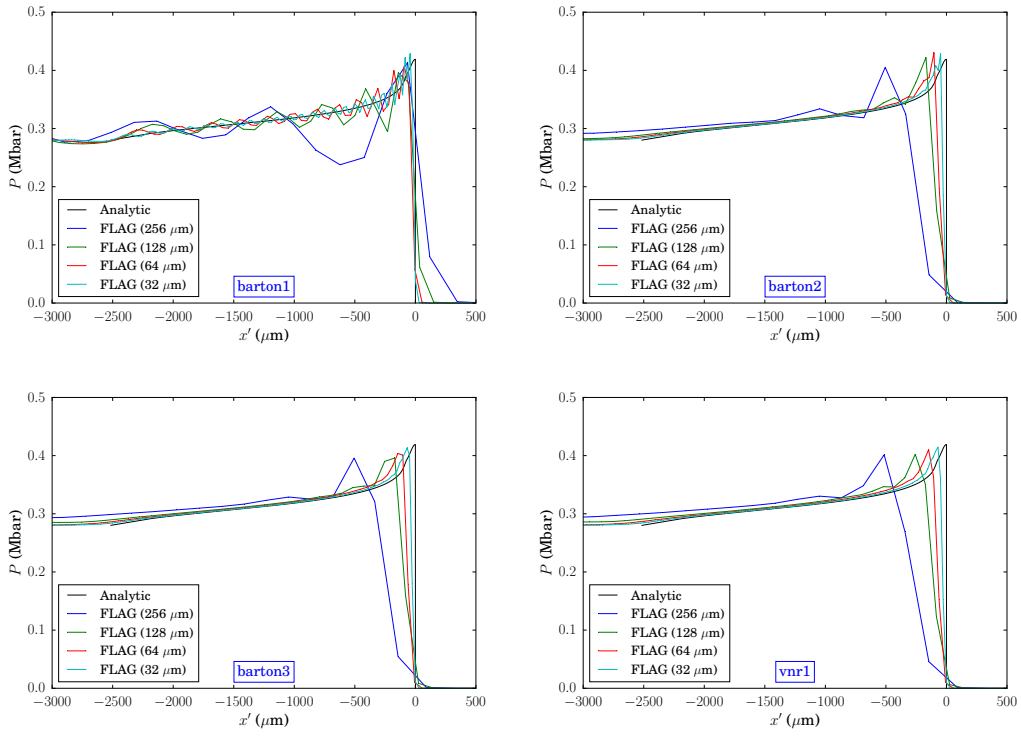 0.5
0.4
0.3
0.2
0.1
0.0
P (Mbar)
Analytic
FLAG (256 μm)
FLAG (128 μm)
FLAG (64 μm)
FLAG (32 μm)
barton1
−3000 −2500 −2000 −1500 −1000 −500 0 500
x′ (μm)
0.5
0.4
0.3
0.2
0.1
0.0
P (Mbar)
Analytic
FLAG (256 μm)
FLAG (128 μm)
FLAG (64 μm)
FLAG (32 μm)
barton2
−3000 −2500 −2000 −1500 −1000 −500 0 500
x′ (μm)
0.5
0.4
0.3
0.2
0.1
0.0
P (Mbar)
Analytic
FLAG (256 μm)
FLAG (128 μm)
FLAG (64 μm)
FLAG (32 μm)
barton3
−3000 −2500 −2000 −1500 −1000 −500 0 500
x′ (μm)
0.5
0.4
0.3
0.2
0.1
0.0
P (Mbar)
Analytic
FLAG (256 μm)
FLAG (128 μm)
FLAG (64 μm)
FLAG (32 μm)
vnr1
−3000 −2500 −2000 −1500 −1000 −500 0 500
x′ (μm)